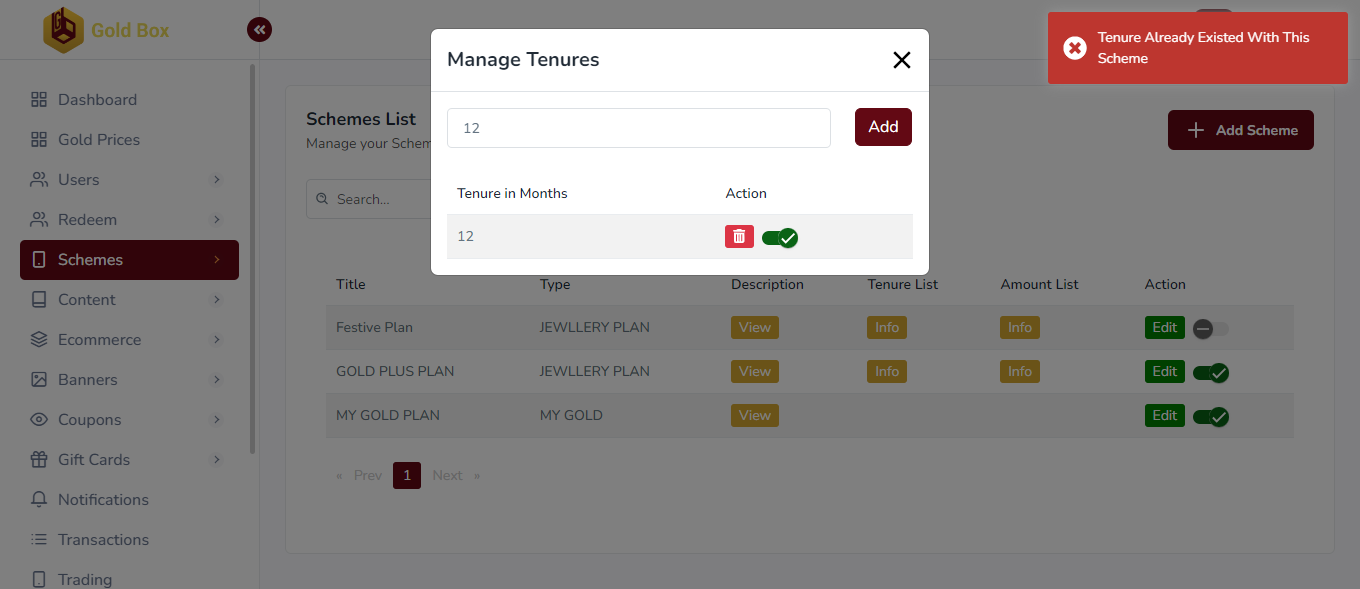 Gold Box
Dashboard
Gold Prices
Users
Redeem
Schemes
Content
Ecommerce
Banners
Coupons
Gift Cards
Notifications
Transactions
Trading
Tenure Already Existed With This
Scheme
Manage Tenures
12
Add
Tenure in Months Action
12
Schemes List
Manage your Schem
Add Scheme
Search...
Title Type Description Tenure List Amount List Action
Festive Plan JEWLLERY PLAN View Info Info Edit
GOLD PLUS PLAN JEWLLERY PLAN View Info Info Edit
MY GOLD PLAN MY GOLD View Edit
« Prev 1 Next »